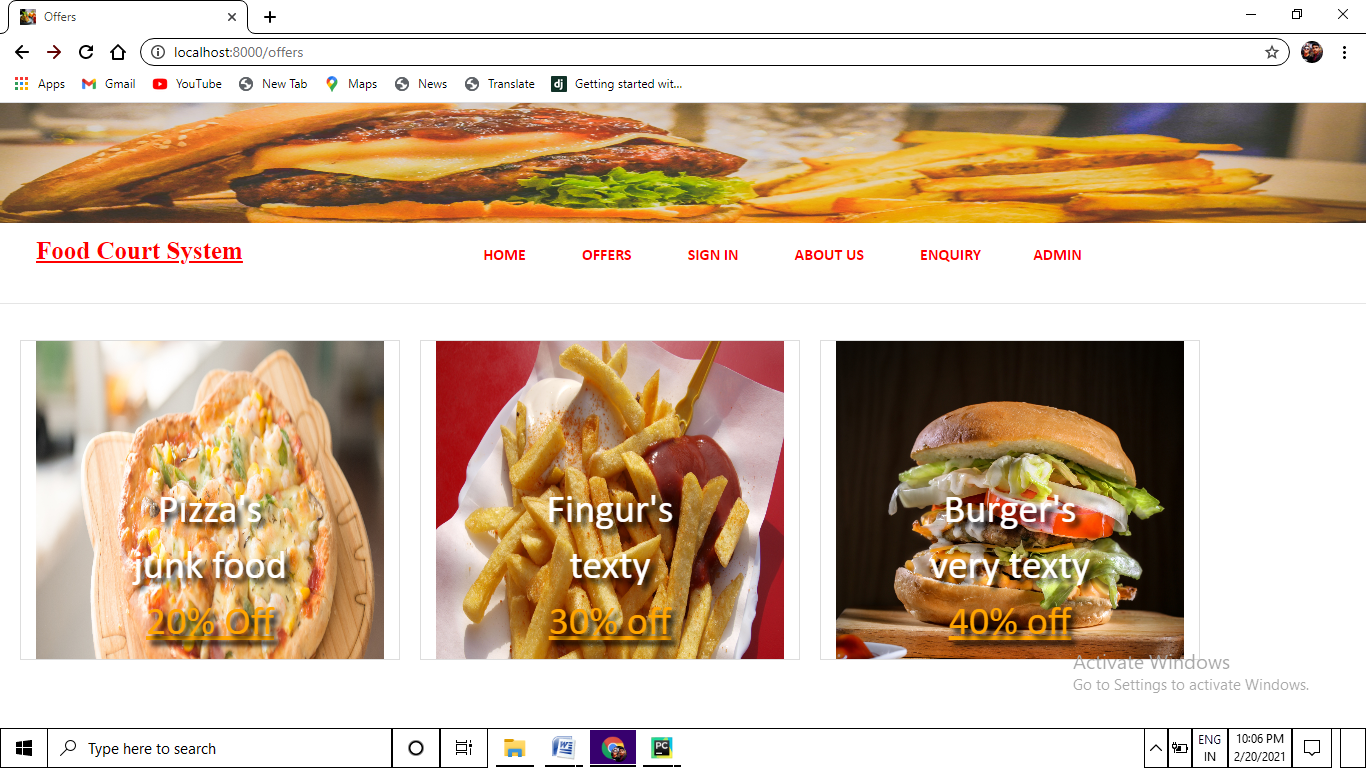 Offers
localhost:8000/offers
Apps Gmail YouTube New Tab Maps News Translate dj Getting started wit...
Food Court System
HOME OFFERS SIGN IN ABOUT US ENQUIRY ADMIN
Pizza's
junk food
20% Off
Fingur's
texty
30% off
Burger's
very texty
40% off
Activate Windows
Go to Settings to activate Windows.
Type here to search
W
PC
ENG
IN
10:06 PM
2/20/2021